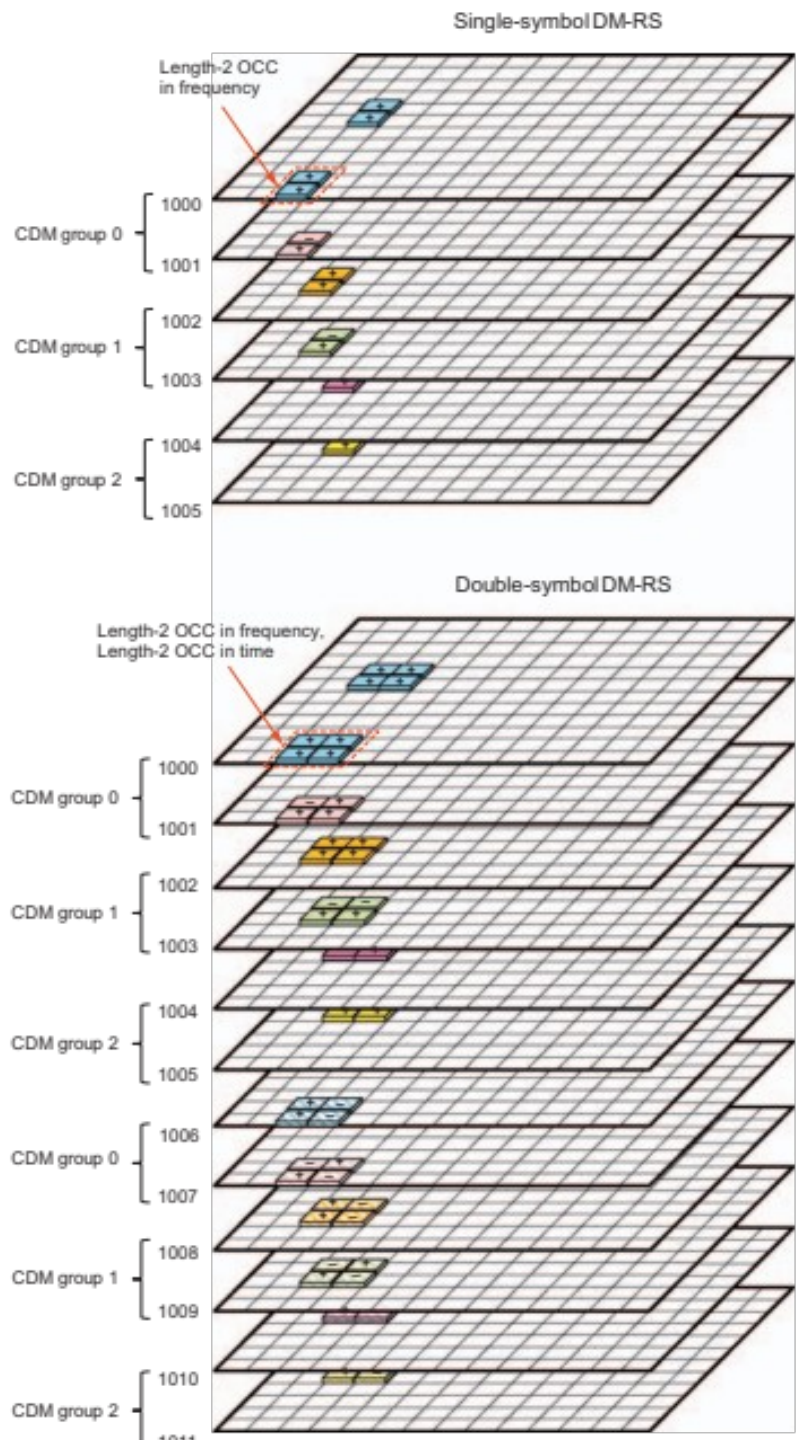 Single-symbol DM-RS
Length-2 OCC
in frequency
1000
CDM group 0
1001
1002
CDM group 1
1003
1004
CDM group 2
1005
Double-symbol DM-RS
Length-2 OCC in frequency,
Length-2 OCC in time
1000
CDM group 0
1001
1002
CDM group 1
1003
1004
CDM group 2
1005
1006
CDM group 0
1007
1008
CDM group 1
1009
1010
CDM group 2